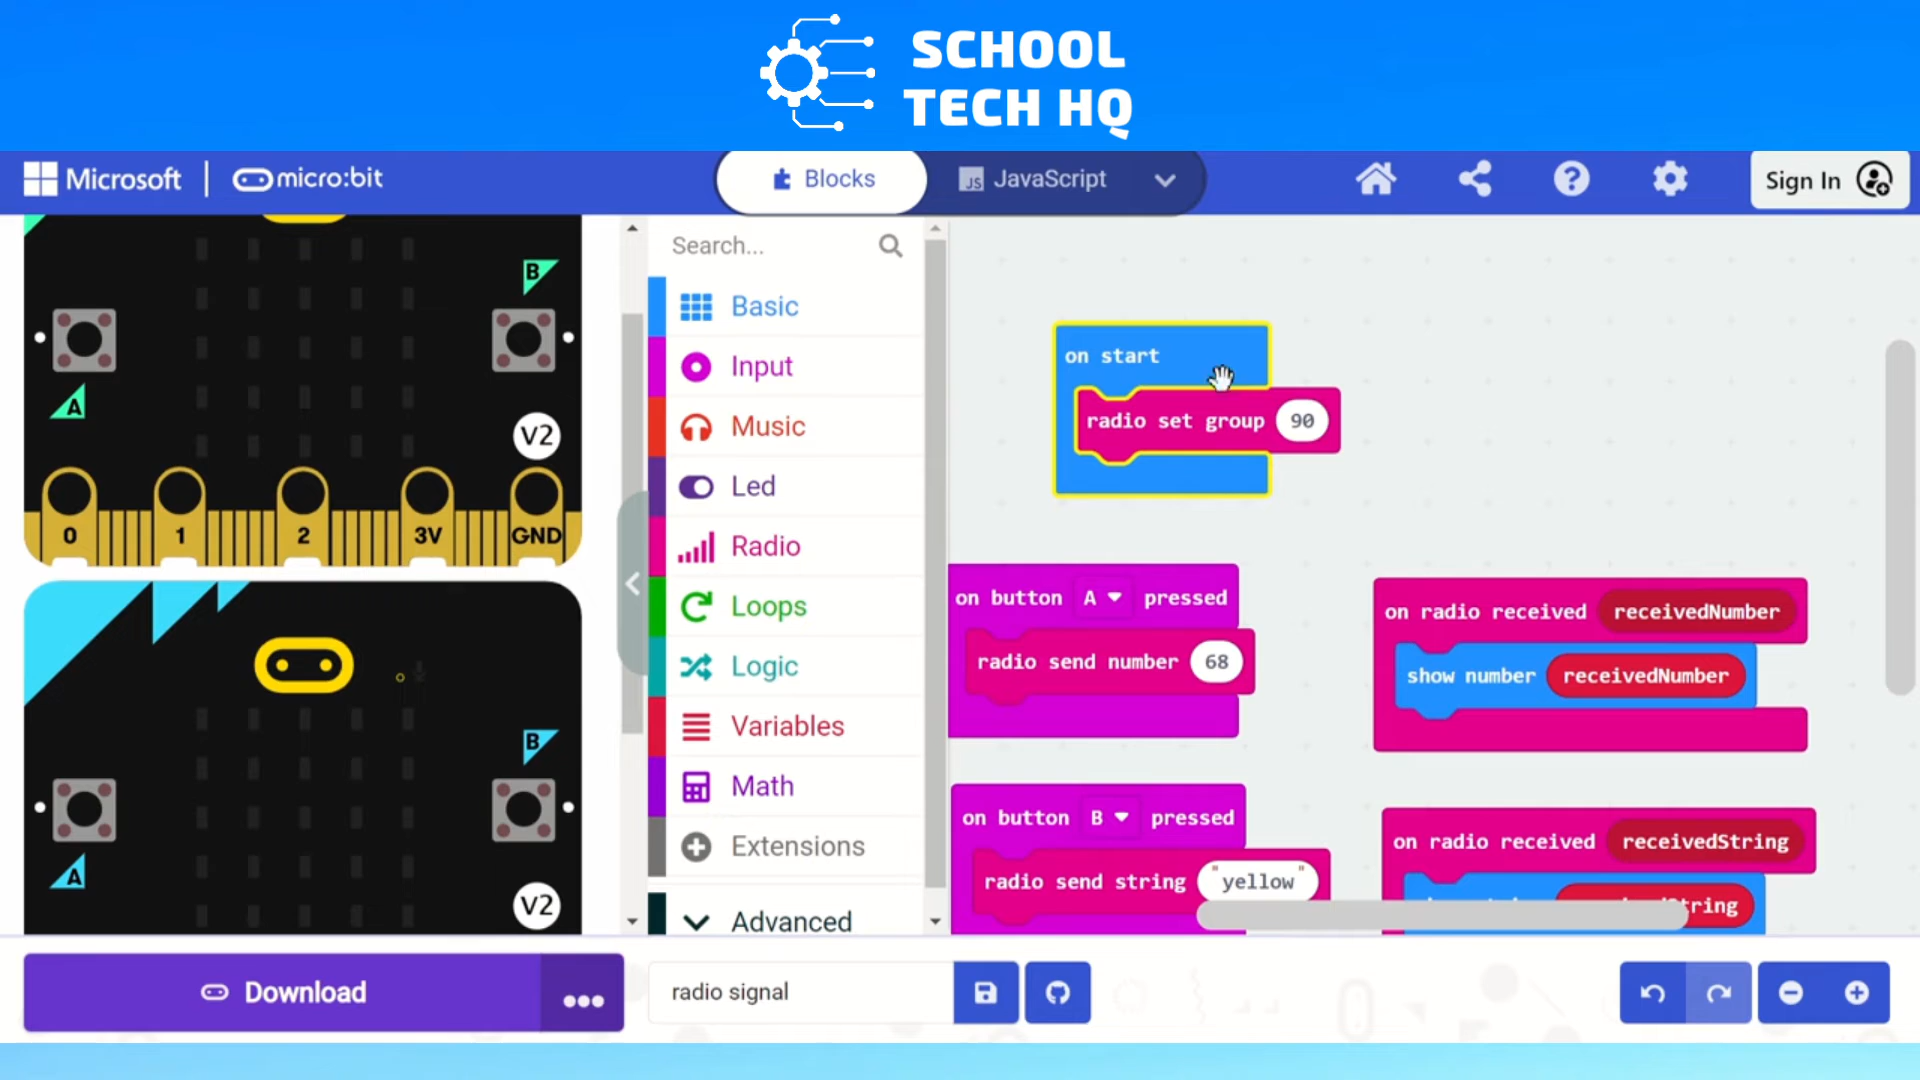 SCHOOL
TECH HQ
Microsoft
micro:bit
Blocks
JS JavaScript
Sign In
B
A
V2
0 1 2 3V GND
B
A
V2
Search...
Basic
Input
Music
Led
Radio
Loops
Logic
Variables
Math
Extensions
Advanced
on start
radio set group 90
on button A pressed
radio send number 68
on radio received receivedNumber
show number receivedNumber
on button B pressed
radio send string "yellow"
on radio received receivedString
Download
radio signal